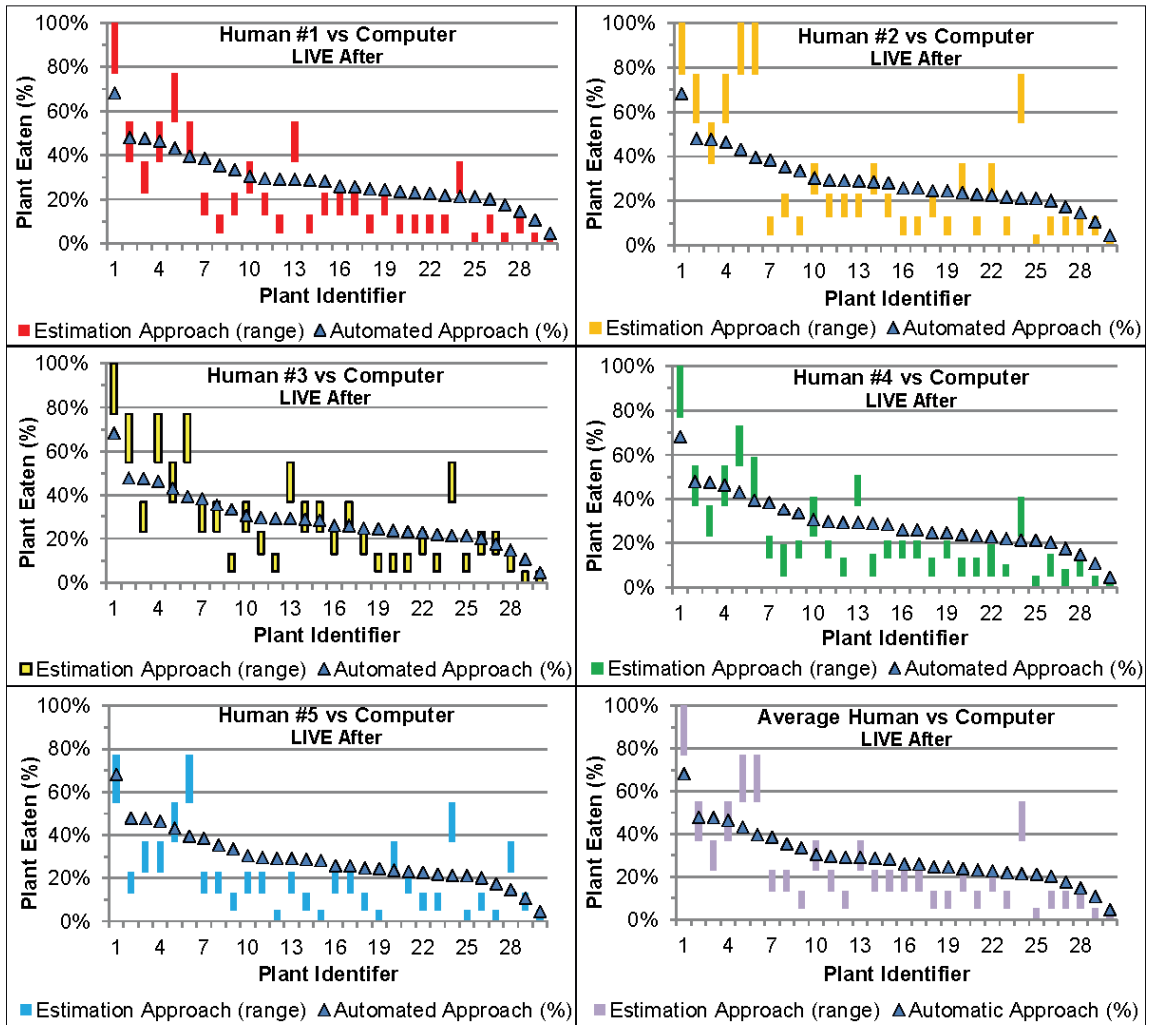 Human #1 vs Computer
LIVE After
Plant Eaten (%)
100%
80%
60%
40%
20%
0%
1 4 7 10 13 16 19 22 25 28
Plant Identifer
Estimation Approach (range) Automated Approach (%)
Human #2 vs Computer
LIVE After
Plant Eaten (%)
100%
80%
60%
40%
20%
0%
1 4 7 10 13 16 19 22 25 28
Plant Identifer
Estimation Approach (range) Automated Approach (%)
Human #3 vs Computer
LIVE After
Plant Eaten (%)
100%
80%
60%
40%
20%
0%
1 4 7 10 13 16 19 22 25 28
Plant Identifer
Estimation Approach (range) Automated Approach (%)
Human #4 vs Computer
LIVE After
Plant Eaten (%)
100%
80%
60%
40%
20%
0%
1 4 7 10 13 16 19 22 25 28
Plant Identifer
Estimation Approach (range) Automated Approach (%)
Human #5 vs Computer
LIVE After
Plant Eaten (%)
100%
80%
60%
40%
20%
0%
1 4 7 10 13 16 19 22 25 28
Plant Identifer
Estimation Approach (range) Automated Approach (%)
Average Human vs Computer
LIVE After
Plant Eaten (%)
100%
80%
60%
40%
20%
0%
1 4 7 10 13 16 19 22 25 28
Plant Identifer
Estimation Approach (range) Automatic Approach (%)